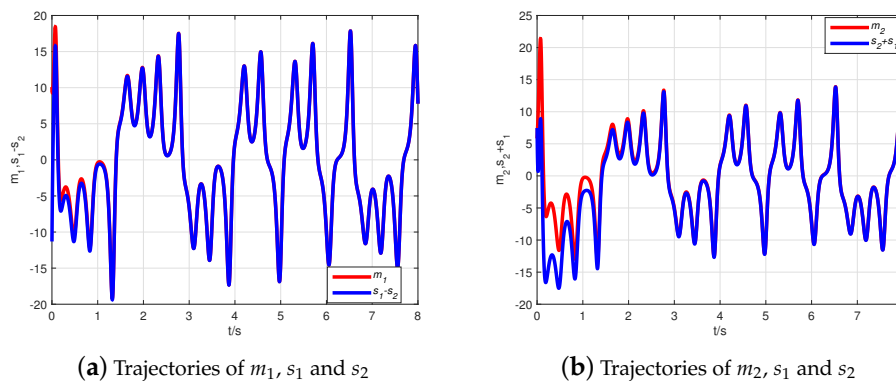 20
15
10
5
0
-5
-10
-15
-20
m₁,s₁-s₂
0 1 2 3 4 5 6 7 8
t/s
m₁
s₁-s₂
(a) Trajectories of m₁, s₁ and s₂
25
20
15
10
5
0
-5
-10
-15
-20
m₂,s₂+s₁
0 1 2 3 4 5 6 7
t/s
m₂
s₂+s₁
(b) Trajectories of m₂, s₁ and s₂